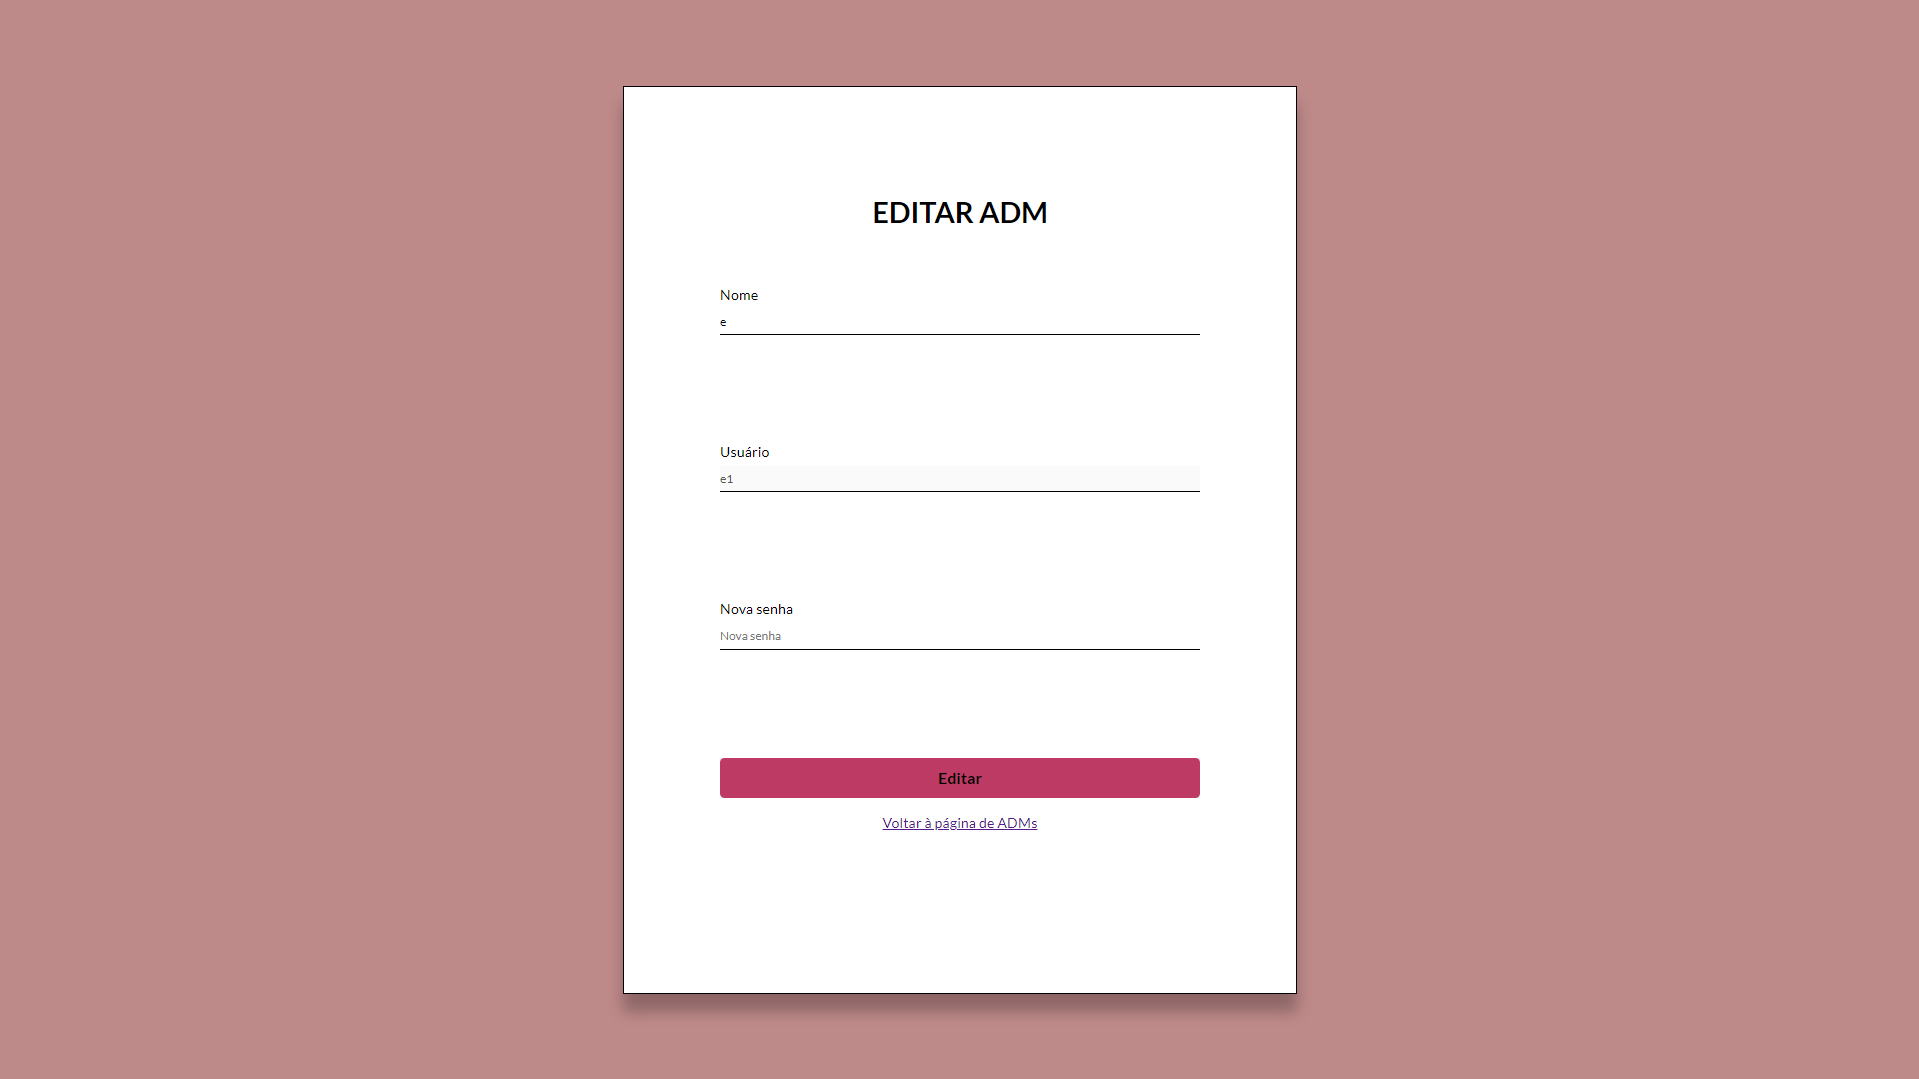 EDITAR ADM
Nome
e
Usuário
e1
Nova senha
Nova senha
Editar
Voltar à página de ADMs